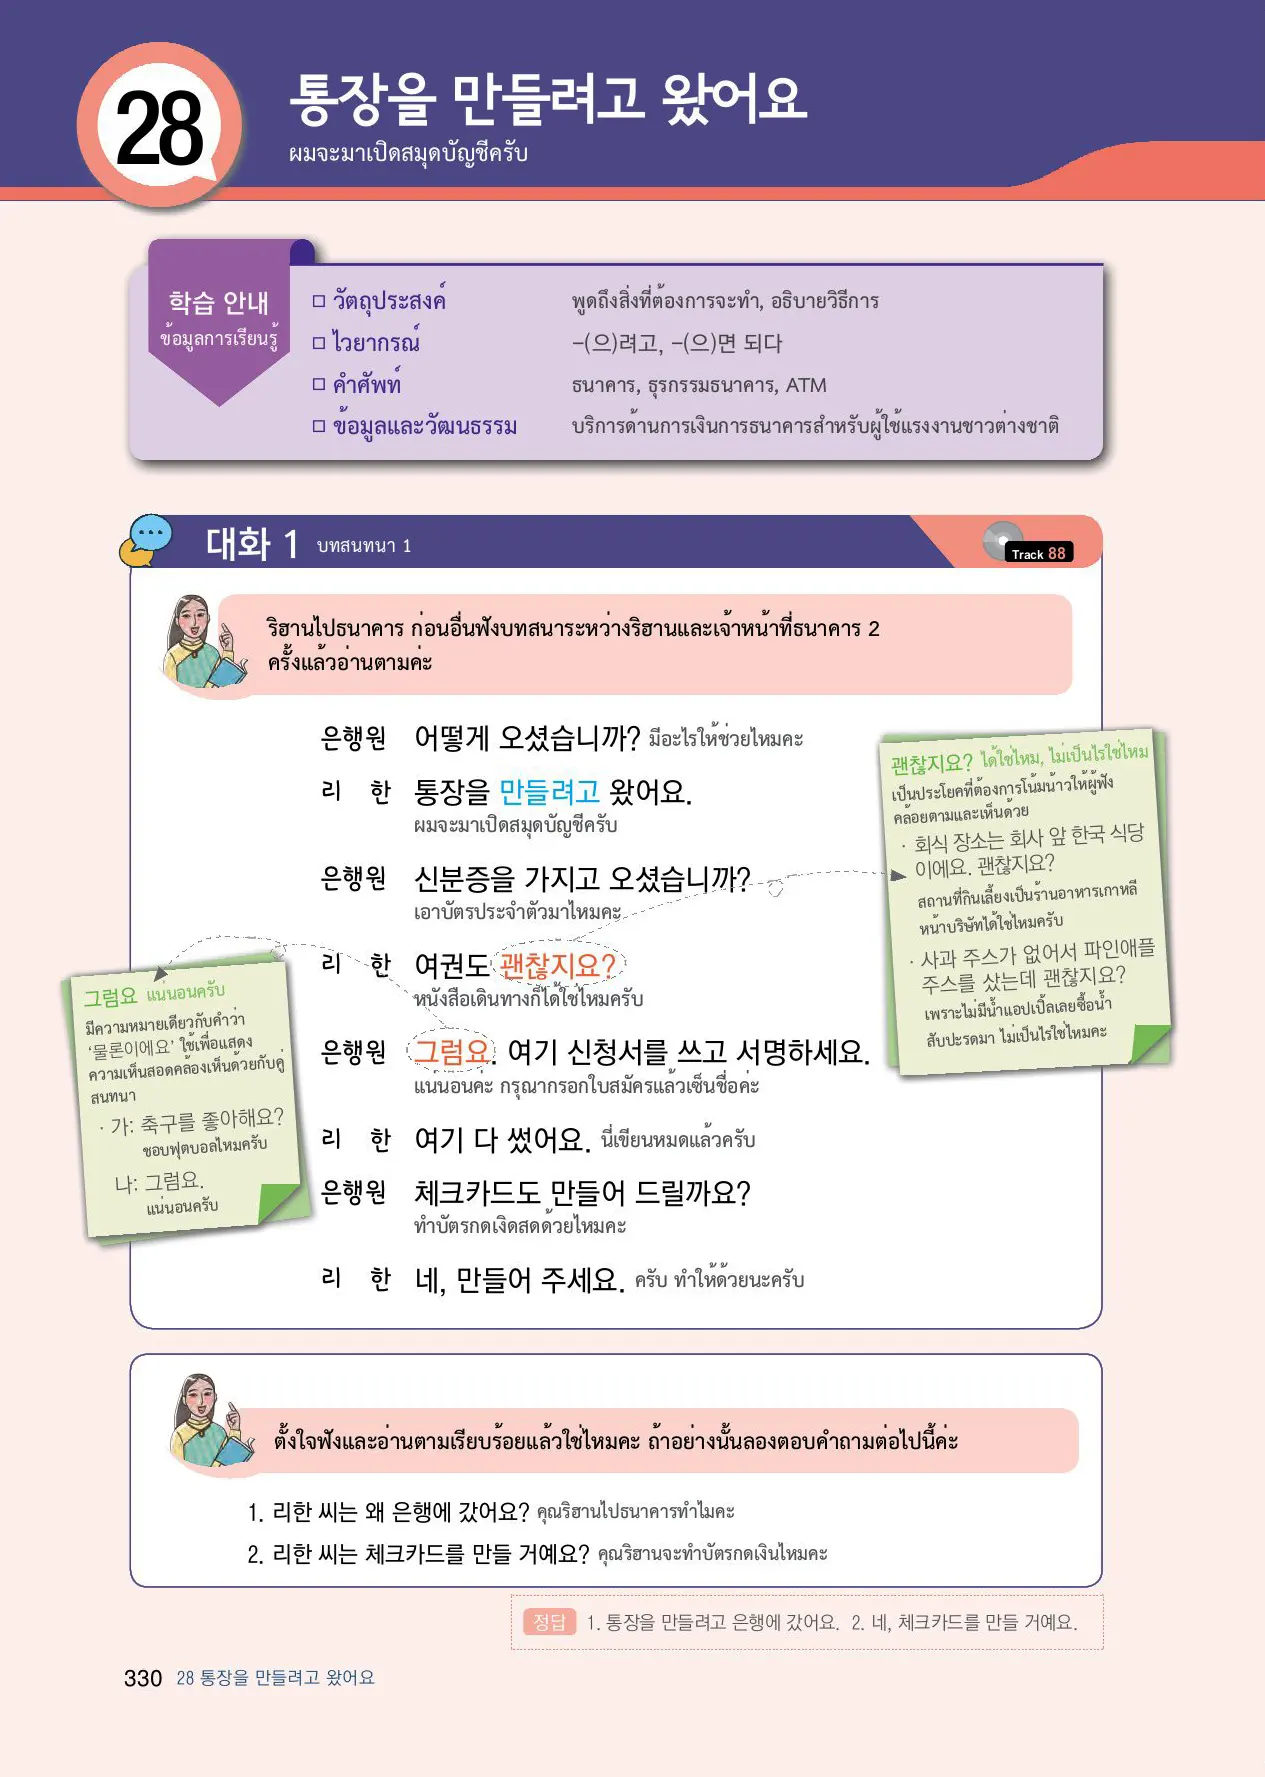 28
통장을 만들려고 왔어요
ผมจะมาเปิดสมุดบัญชีครับ
학습 안내
ข้อมูลการเรียนรู้
□ วัตถุประสงค์ พูดถึงสิ่งที่ต้องการจะทำ, อธิบายวิธีการ
□ ไวยากรณ์ -(으)려고, -(으)면 되다
□ คำศัพท์ ธนาคาร, ธุรกรรมธนาคาร, ATM
□ ข้อมูลและวัฒนธรรม บริการด้านการเงินการธนาคารสำหรับผู้ใช้แรงงานชาวต่างชาติ
대화 1 บทสนทนา 1
Track 88
ริฮานไปธนาคาร ก่อนอื่นฟังบทสนาระหว่างริฮานและเจ้าหน้าที่ธนาคาร 2
ครั้งแล้วอ่านตามค่ะ
은행원 어떻게 오셨습니까? มีอะไรให้ช่วยไหมคะ
리 한 통장을 만들려고 왔어요.
ผมจะมาเปิดสมุดบัญชีครับ
은행원 신분증을 가지고 오셨습니까?
เอาบัตรประจำตัวมาไหมคะ
리 한 여권도 괜찮지요?
หนังสือเดินทางก็ได้ใช่ไหมครับ
은행원 그럼요. 여기 신청서를 쓰고 서명하세요.
แน่นอนค่ะ กรุณากรอกใบสมัครแล้วเซ็นชื่อค่ะ
리 한 여기 다 썼어요. นี่เขียนหมดแล้วครับ
은행원 체크카드도 만들어 드릴까요?
ทำบัตรกดเงิดสดด้วยไหมคะ
리 한 네, 만들어 주세요. ครับ ทำให้ด้วยนะครับ
괜찮지요? ได้ใช่ไหม, ไม่เป็นไรใช่ไหม
เป็นประโยคที่ต้องการโน้มน้าวให้ผู้ฟัง
คล้อยตามและเห็นด้วย
· 회식 장소는 회사 앞 한국 식당
이에요. 괜찮지요?
สถานที่กินเลี้ยงเป็นร้านอาหารเกาหลี
หน้าบริษัทได้ใช่ไหมครับ
· 사과 주스가 없어서 파인애플
주스를 샀는데 괜찮지요?
เพราะไม่มีน้ำแอปเปิ้ลเลยซื้อน้ำ
สับปะรดมา ไม่เป็นไรใช่ไหมคะ
그럼요 แน่นอนครับ
มีความหมายเดียวกับคำว่า
‘물론이에요’ ใช้เพื่อแสดง
ความเห็นสอดคล้องเห็นด้วยกับคู่
สนทนา
· 가: 축구를 좋아해요?
ชอบฟุตบอลไหมครับ
나: 그럼요.
แน่นอนครับ
ตั้งใจฟังและอ่านตามเรียบร้อยแล้วใช่ไหมคะ ถ้าอย่างนั้นลองตอบคำถามต่อไปนี้ค่ะ
1. 리한 씨는 왜 은행에 갔어요? คุณริฮานไปธนาคารทำไมคะ
2. 리한 씨는 체크카드를 만들 거예요? คุณริฮานจะทำบัตรกดเงินไหมคะ
정답 1. 통장을 만들려고 은행에 갔어요. 2. 네, 체크카드를 만들 거예요.
330 28 통장을 만들려고 왔어요